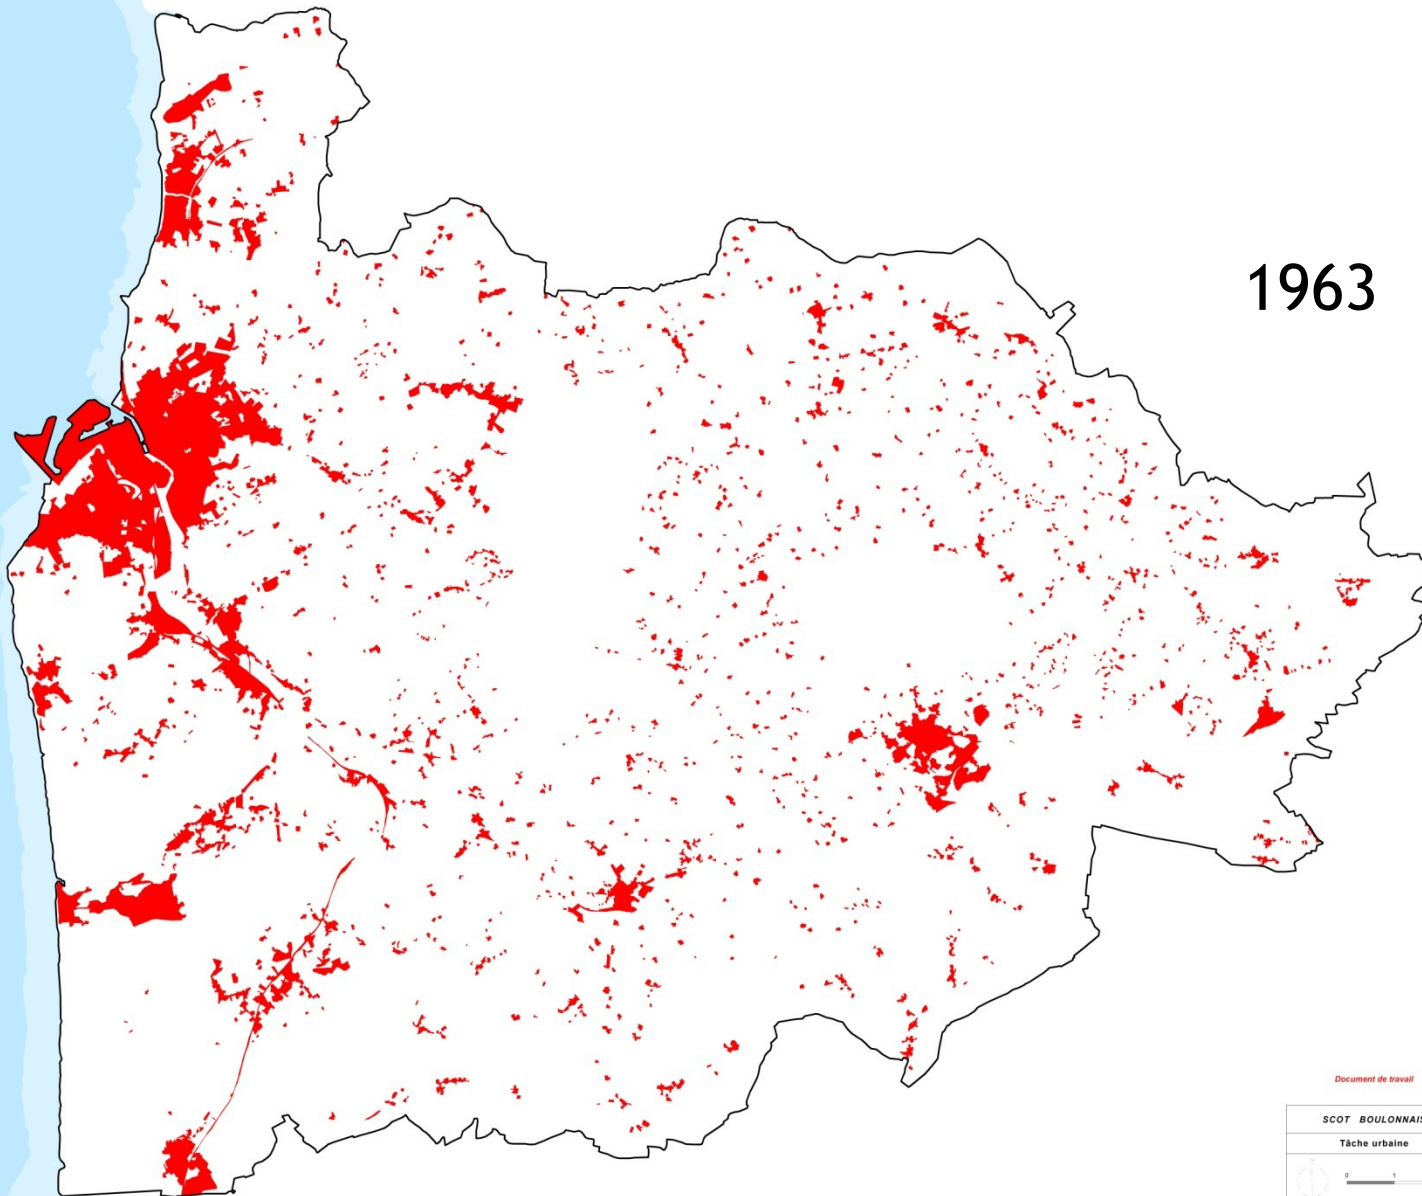 1963
Document de travail
SCOT BOULONNAIS
Tâche urbaine
0 1